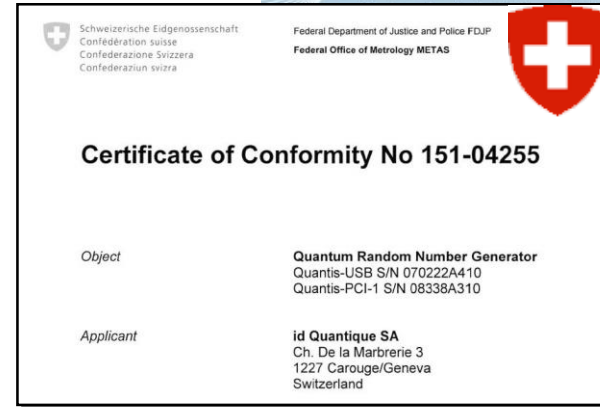 Schweizerische Eidgenossenschaft
Confédération suisse
Confederazione Svizzera
Confederaziun svizra
Federal Department of Justice and Police FDJP
Federal Office of Metrology METAS
Certificate of Conformity No 151-04255
Object
Quantum Random Number Generator
Quantis-USB S/N 070222A410
Quantis-PCI-1 S/N 08338A310
Applicant
id Quantique SA
Ch. De la Marbrerie 3
1227 Carouge/Geneva
Switzerland